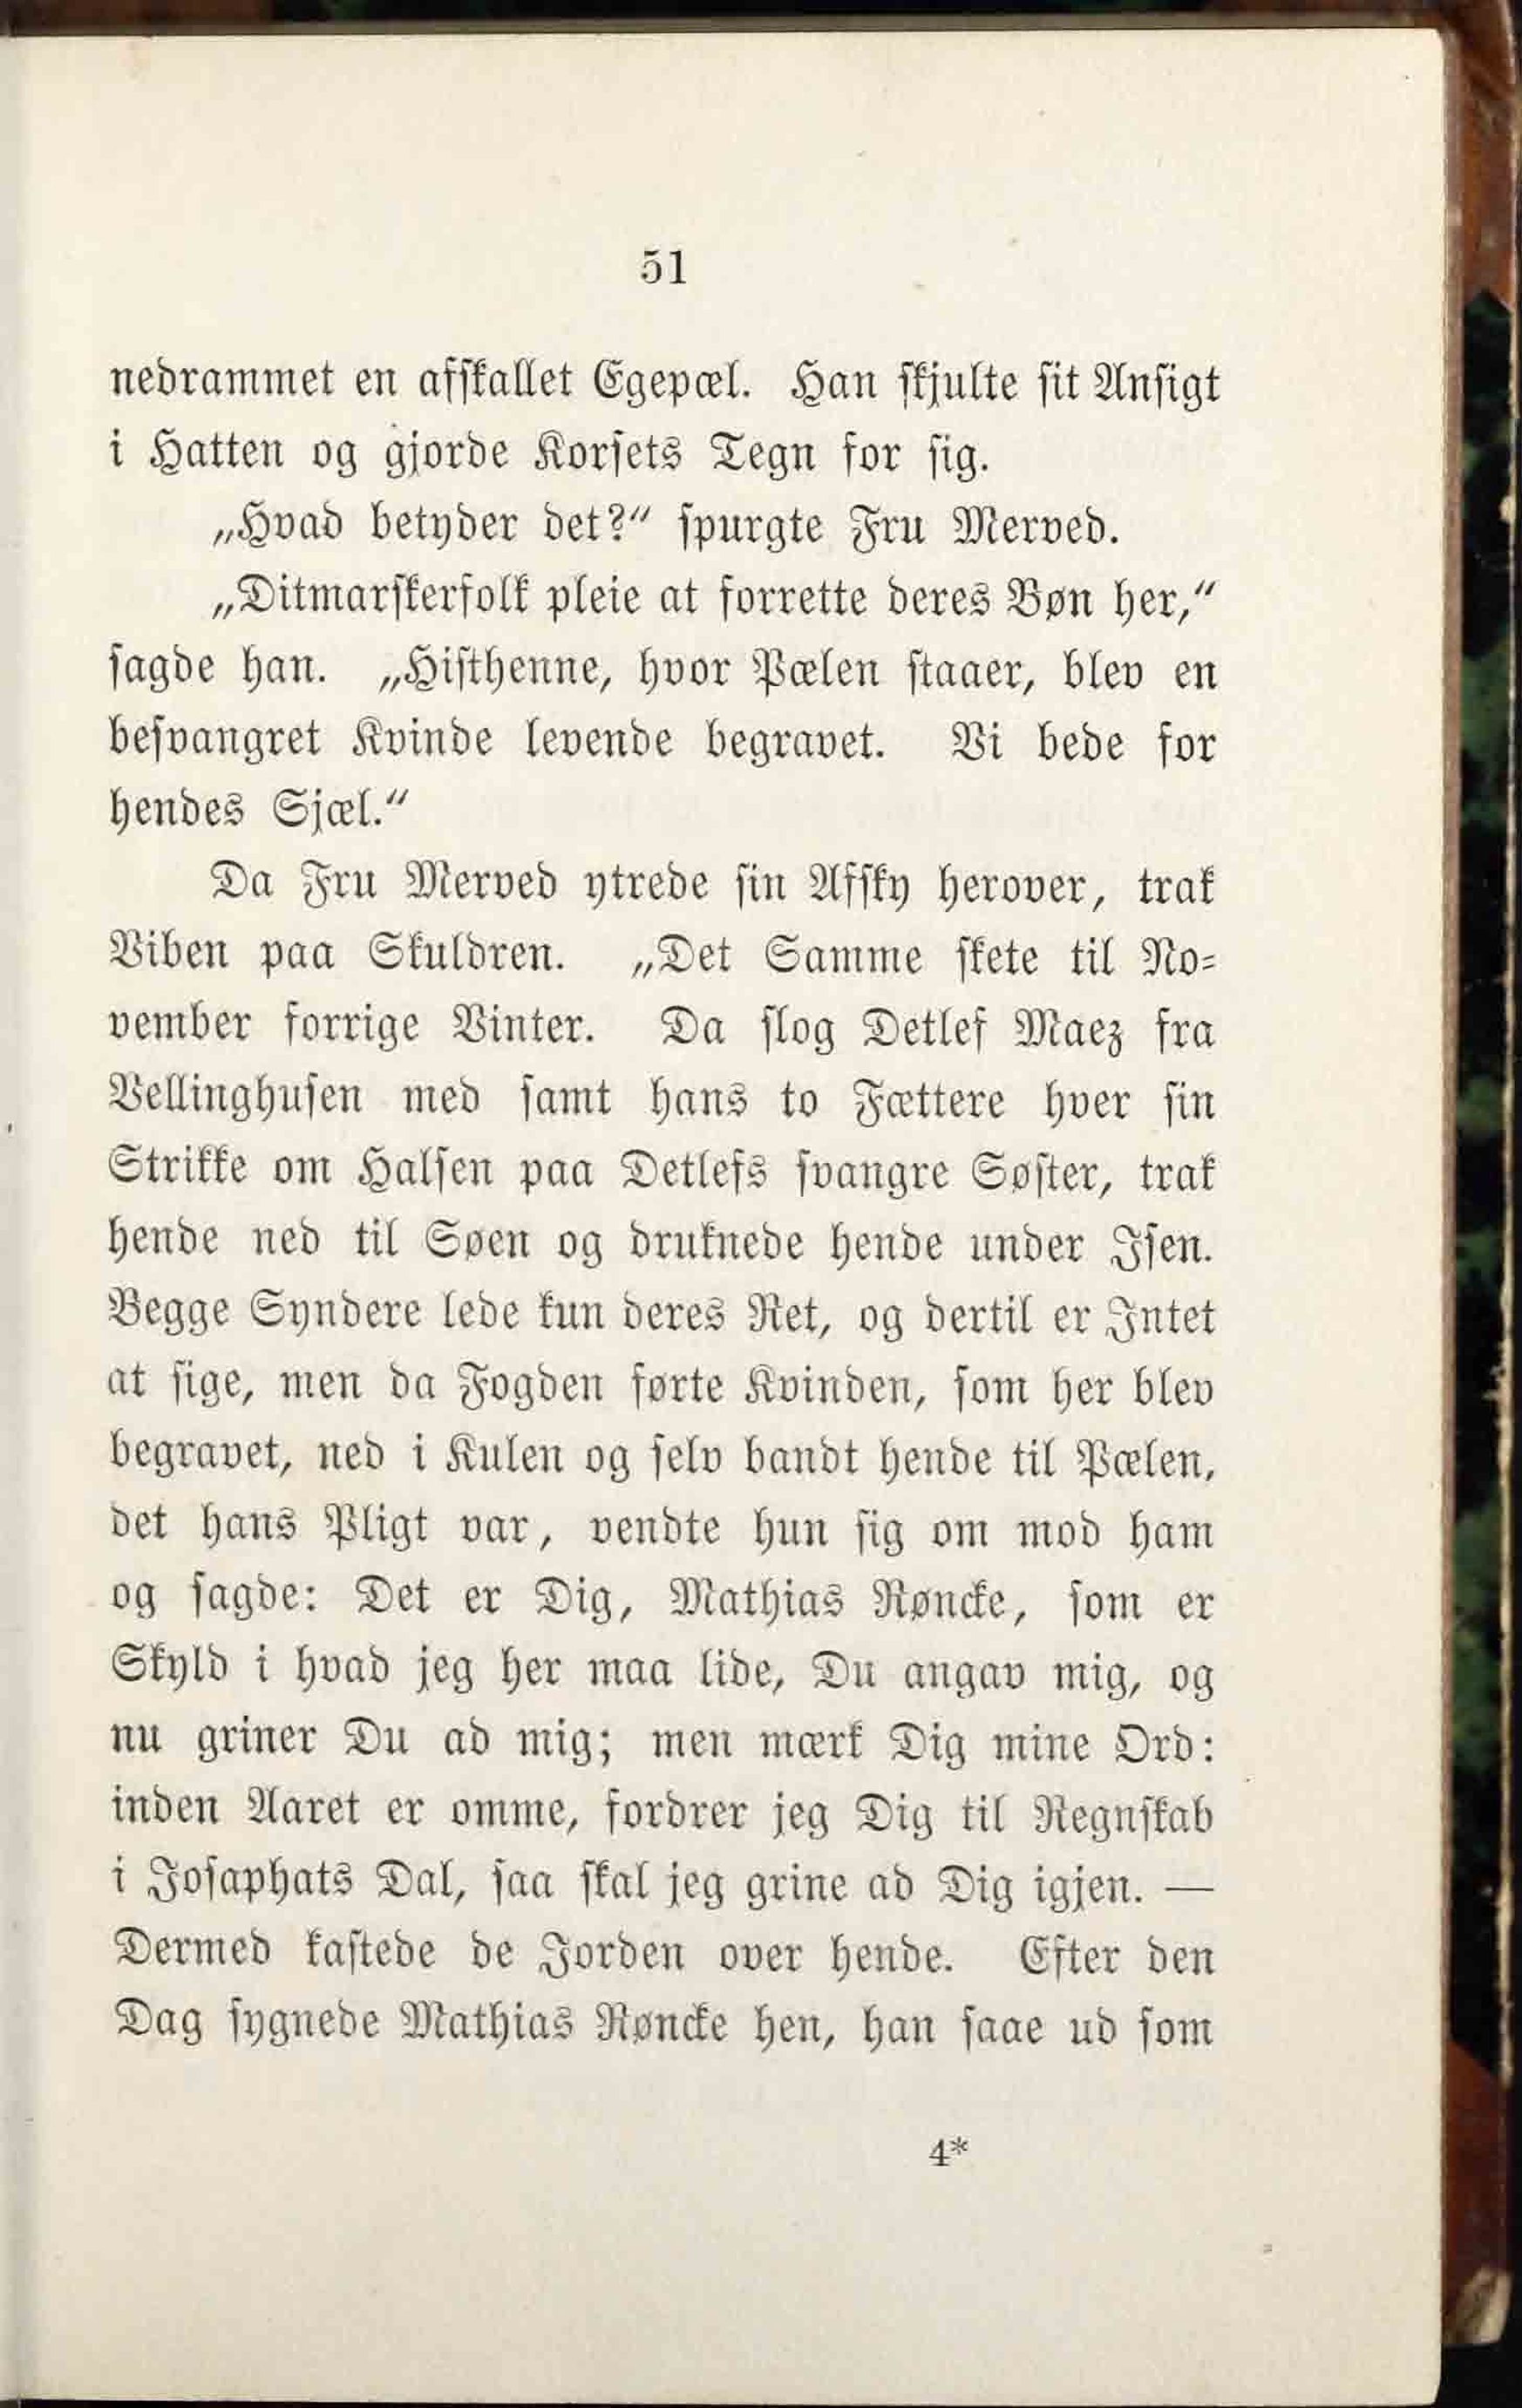 51
nedrammet en afskallet Egepæl. Han skjulte sit Ansigt
i Hatten og gjorde Korsets Tegn for sig.
„Hvad betyder det?“ spurgte Fru Merved.
„Ditmarskerfolk pleie at forrette deres Bøn her,“
sagde han. „Histhenne, hvor Pælen staaer, blev en
besvangret Kvinde levende begravet. Vi bede for
hendes Sjæl.“
Da Fru Merved ytrede sin Afsky herover, trak
Viben paa Skuldren. „Det Samme skete til No-
vember forrige Vinter. Da slog Detlef Maez fra
Vellinghusen med samt hans to Fættere hver sin
Strikke om Halsen paa Detlefs svangre Søster, trak
hende ned til Søen og druknede hende under Isen.
Begge Syndere lede kun deres Ret, og dertil er Intet
at sige, men da Fogden førte Kvinden, som her blev
begravet, ned i Kulen og selv bandt hende til Pælen,
det hans Pligt var, vendte hun sig om mod ham
og sagde: Det er Dig, Mathias Røncke, som er
Skyld i hvad jeg her maa lide, Du angav mig, og
nu griner Du ad mig; men mærk Dig mine Ord:
inden Aaret er omme, fordrer jeg Dig til Regnskab
i Josaphats Dal, saa skal jeg grine ad Dig igjen. —
Dermed kastede de Jorden over hende. Efter den
Dag sygnede Mathias Røncke hen, han saae ud som
4*